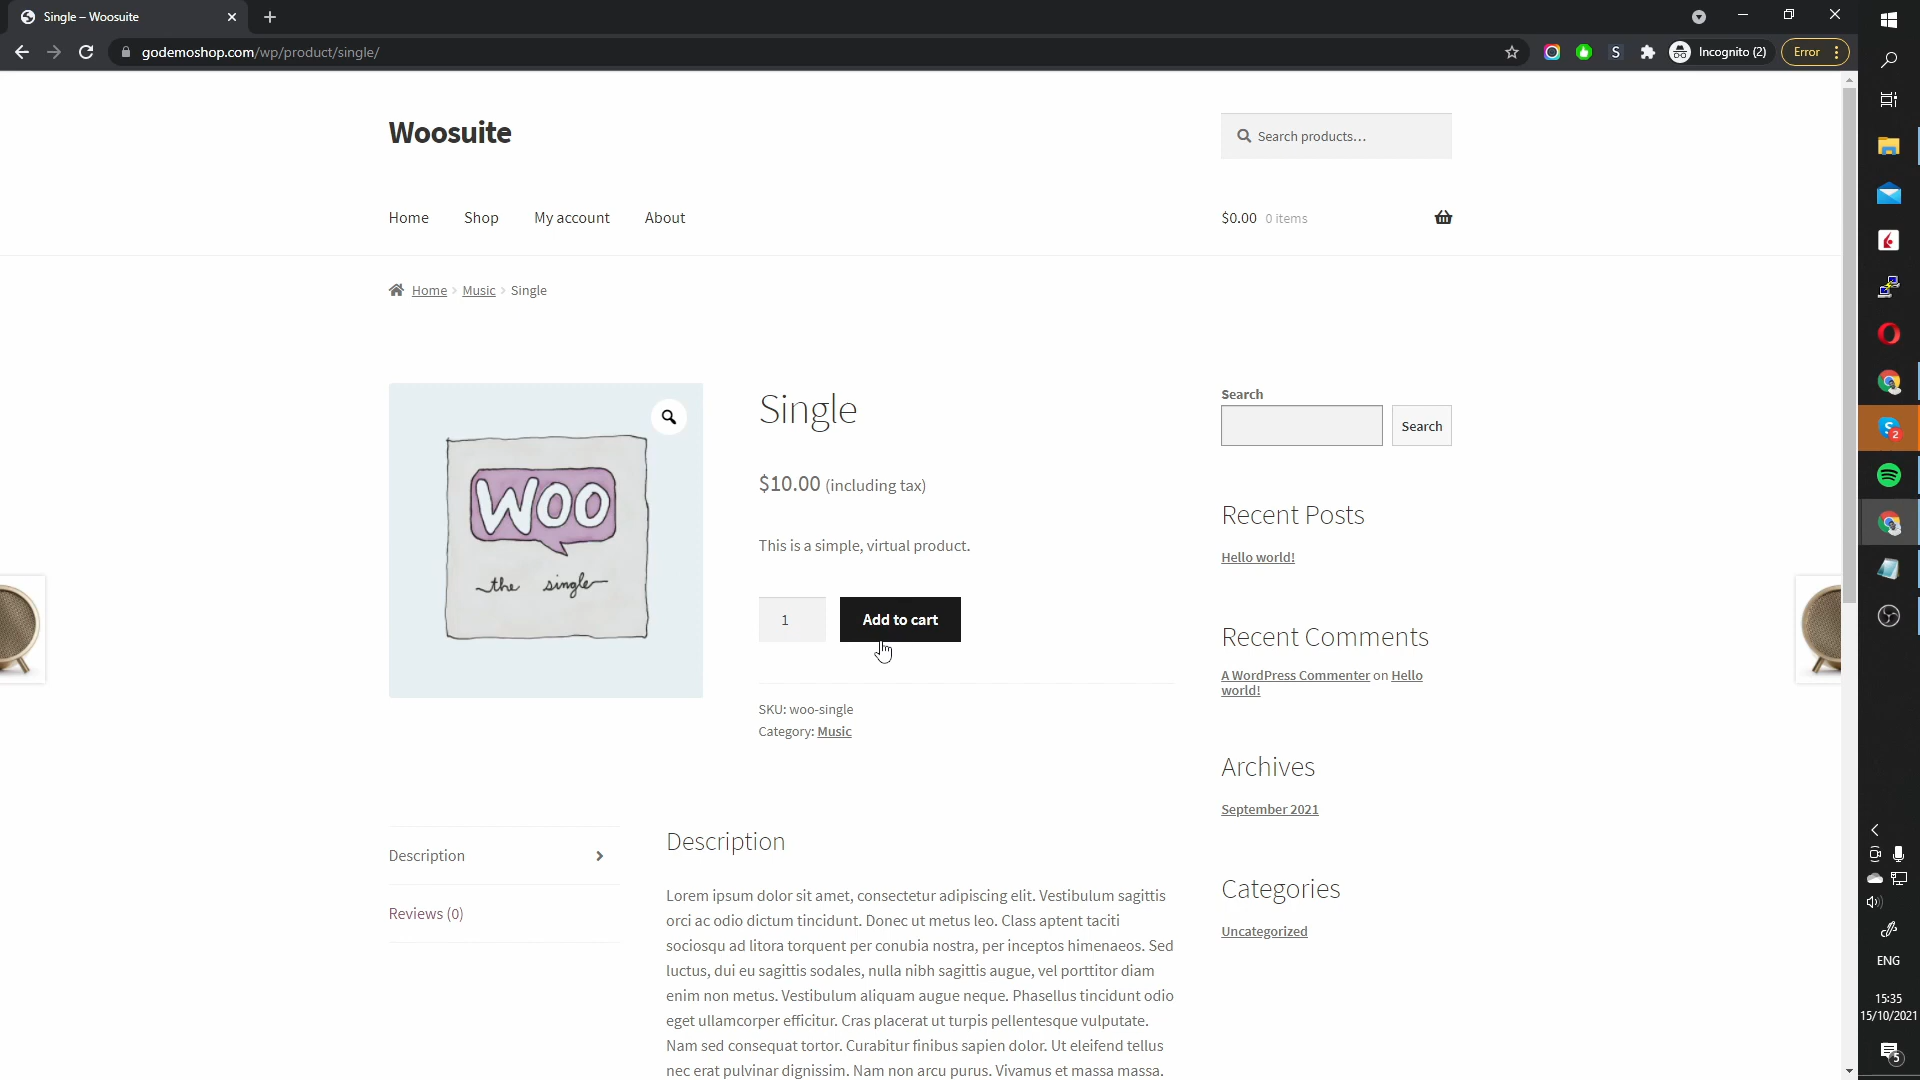 Single – Woosuite
godemoshop.com/wp/product/single/
S
Incognito (2)
Error
Woosuite
Search products…
Home
Shop
My account
About
$0.00 0 items
Home
Music
Single
WOO
the single
Single
$10.00 (including tax)
This is a simple, virtual product.
1
Add to cart
SKU: woo-single
Category: Music
Search
Search
Recent Posts
Hello world!
Recent Comments
A WordPress Commenter on Hello
world!
Archives
September 2021
Categories
Uncategorized
Description
Reviews (0)
Description
Lorem ipsum dolor sit amet, consectetur adipiscing elit. Vestibulum sagittis
orci ac odio dictum tincidunt. Donec ut metus leo. Class aptent taciti
sociosqu ad litora torquent per conubia nostra, per inceptos himenaeos. Sed
luctus, dui eu sagittis sodales, nulla nibh sagittis augue, vel porttitor diam
enim non metus. Vestibulum aliquam augue neque. Phasellus tincidunt odio
eget ullamcorper efficitur. Cras placerat ut turpis pellentesque vulputate.
Nam sed consequat tortor. Curabitur finibus sapien dolor. Ut eleifend tellus
nec erat pulvinar dignissim. Nam non arcu purus. Vivamus et massa massa.
2
ENG
15:35
15/10/2021
5